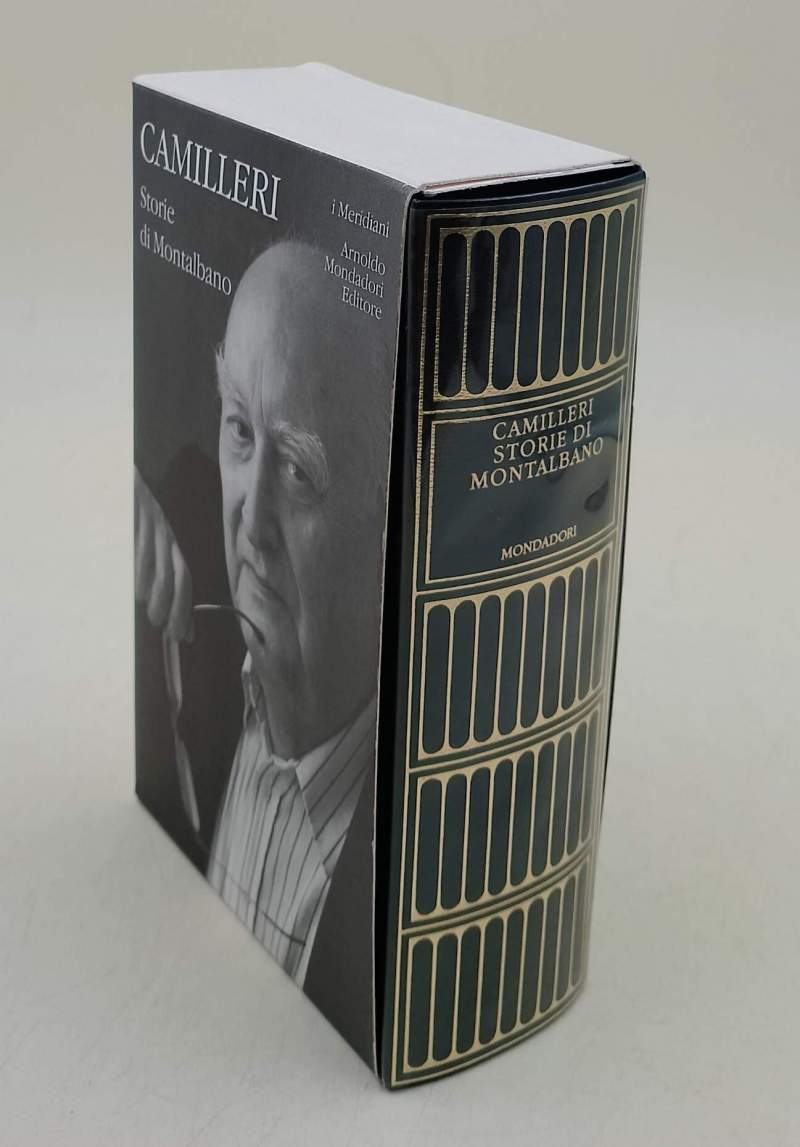 CAMILLERI
Storie
di Montalbano
i Meridiani
Arnoldo
Mondadori
Editore
CAMILLERI
STORIE DI
MONTALBANO
MONDADORI